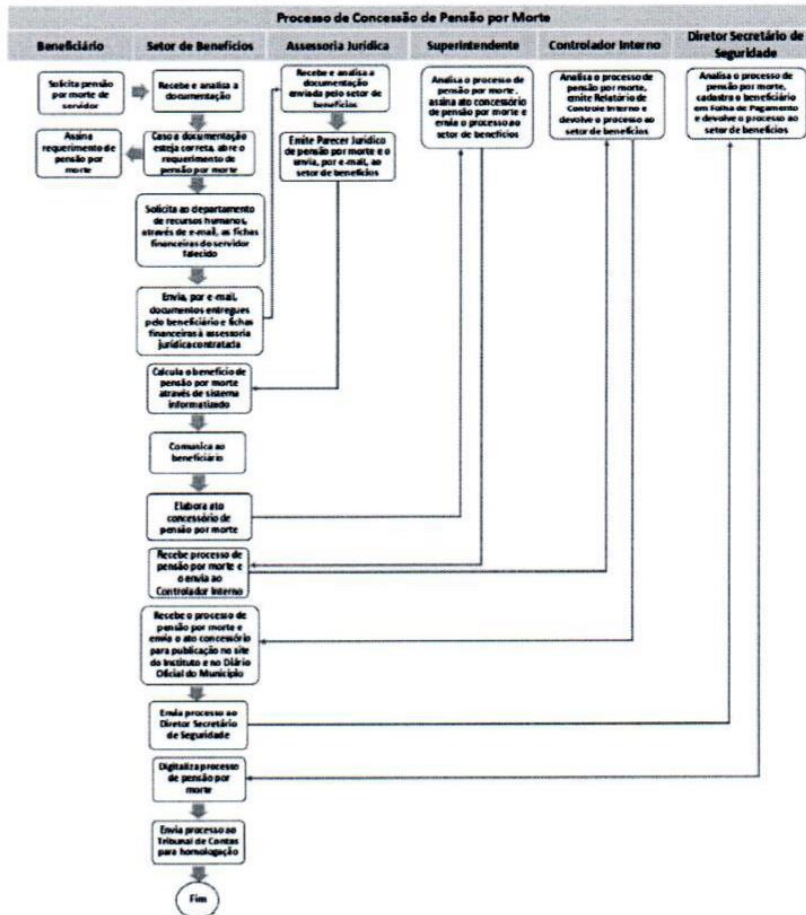 Processo de Concessão de Pensão por Morte
Beneficiário
Setor de Benefícios
Assessoria Jurídica
Superintendente
Controlador Interno
Diretor Secretário de
Seguridade
Solicita pensão
por morte de
servidor
Recebe e analisa a
documentação
Recebe e analisa a
documentação
enviada pelo setor de
benefícios
Analisa o processo de
pensão por morte,
assina ato concessório
de pensão por morte e
envia o processo ao
setor de benefícios
Analisa o processo de
pensão por morte,
emite Relatório de
Controle Interno e
devolve o processo ao
setor de benefícios
Analisa o processo de
pensão por morte,
cadastra o beneficiário
em Folha de Pagamento
e devolve o processo ao
setor de benefícios
Assina
requerimento de
pensão por
morte
Caso a documentação
esteja correta, abre o
requerimento de
pensão por morte
Emite Parecer Jurídico
de pensão por morte e o
envia, por e-mail, ao
setor de benefícios
Solicita ao departamento
de recursos humanos,
através de e-mail, as fichas
financeiras do servidor
falecido
Envia, por e-mail,
documentos entregues
pelo beneficiário e fichas
financeiras à assessoria
jurídica contratada
Calcula o benefício de
pensão por morte
através de sistema
informatizado
Comunica ao
beneficiário
Elabora ato
concessório de
pensão por morte
Recebe processo de
pensão por morte e
o envia ao
Controlador Interno
Recebe o processo de
pensão por morte e
envia o ato concessório
para publicação no site
do Instituto e no Diário
Oficial do Município
Envia processo ao
Diretor Secretário
de Seguridade
Digitaliza processo
de pensão por
morte
Envia processo ao
Tribunal de Contas
para homologação
Fim